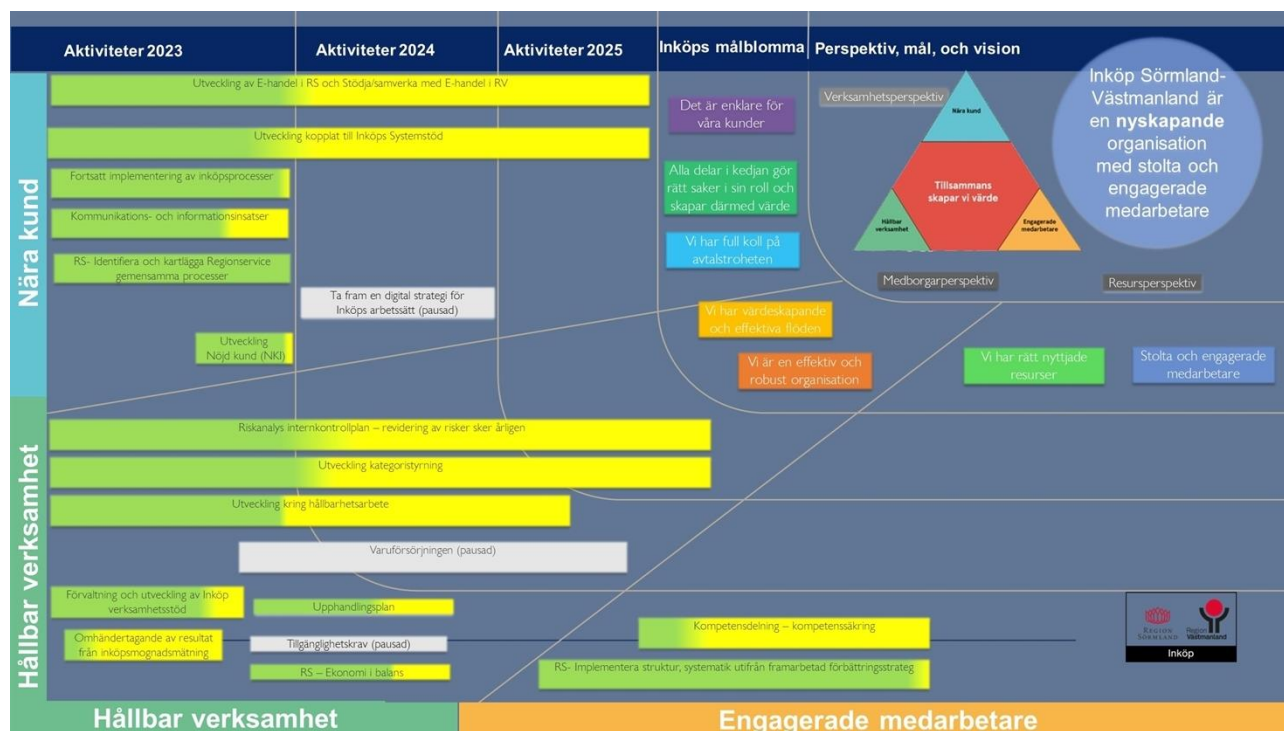 Aktiviteter 2023
Aktiviteter 2024
Aktiviteter 2025
Inköps målblomma
Perspektiv, mål, och vision
Nära kund
Utveckling av E-handel i RS och Stödja/samverka med E-handel i RV
Utveckling kopplat till Inköps Systemstöd
Fortsatt implementering av inköpsprocesser
Kommunikations- och informationsinsatser
RS- Identifiera och kartlägga Regionservice
gemensamma processer
Ta fram en digital strategi för
Inköps arbetssätt (pausad)
Utveckling
Nöjd kund (NKI)
Det är enklare för
våra kunder
Alla delar i kedjan gör
rätt saker i sin roll och
skapar därmed värde
Vi har full koll på
avtalstroheten
Vi har värdeskapande
och effektiva flöden
Vi är en effektiv och
robust organisation
Verksamhetsperspektiv
Nära kund
Tillsammans
skapar vi värde
Hållbar
verksamhet
Engagerade
medarbetare
Medborgarperspektiv
Resursperspektiv
Inköp Sörmland-
Västmanland är
en nyskapande
organisation
med stolta och
engagerade
medarbetare
Vi har rätt nyttjade
resurser
Stolta och engagerade
medarbetare
Hållbar verksamhet
Riskanalys internkontrollplan – revidering av risker sker årligen
Utveckling kategoristyrning
Utveckling kring hållbarhetsarbete
Varuförsörjningen (pausad)
Förvaltning och utveckling av Inköp
verksamhetsstöd
Upphandlingsplan
Omhändertagande av resultat
från inköpsmognadsmätning
Tillgänglighetskrav (pausad)
RS – Ekonomi i balans
Kompetensdelning – kompetenssäkring
RS- Implementera struktur, systematik utifrån framarbetad förbättringsstrateg
REGION
SÖRMLAND
Region
Västmanland
Inköp
Hållbar verksamhet
Engagerade medarbetare